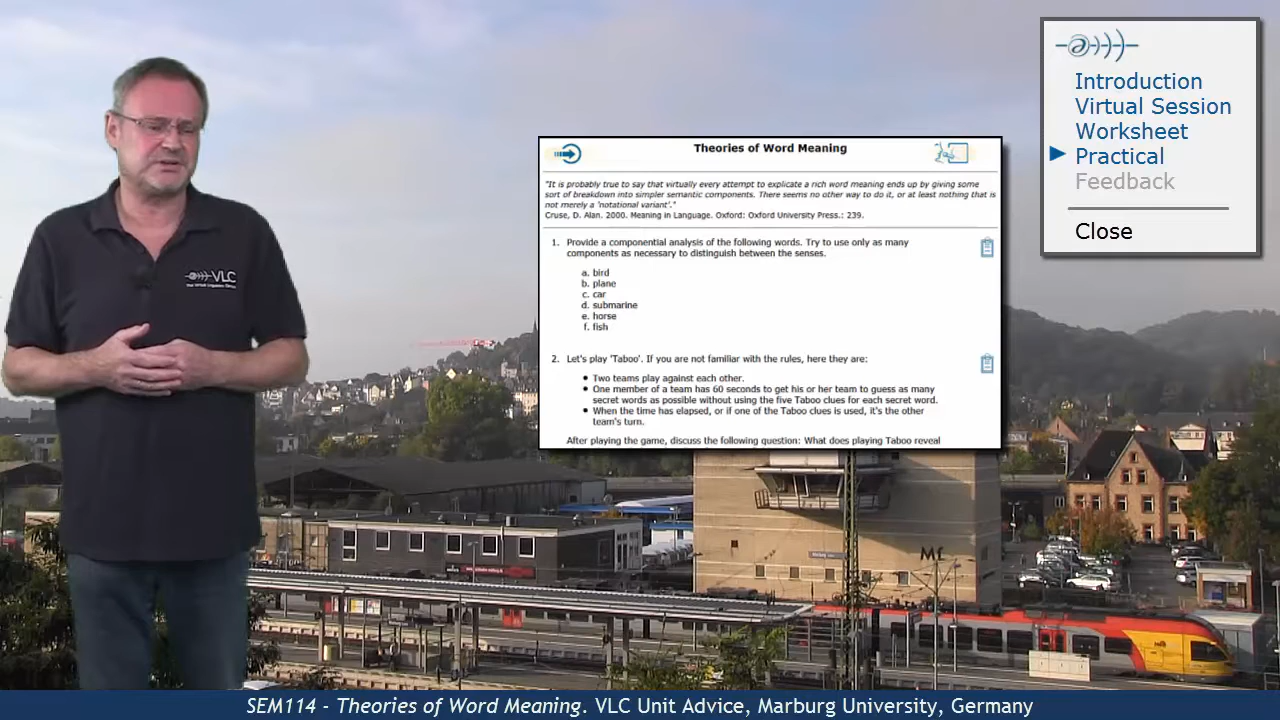 VLC
Introduction
Virtual Session
Worksheet
Practical
Feedback
Close
Theories of Word Meaning
"It is probably true to say that virtually every attempt to explicate a rich word meaning ends up by giving some
sort of breakdown into simpler semantic components. There seems no other way to do it, or at least nothing that is
not merely a 'notational variant'."
Cruse, D. Alan. 2000. Meaning in Language. Oxford: Oxford University Press.: 239.
1. Provide a componential analysis of the following words. Try to use only as many
components as necessary to distinguish between the senses.
a. bird
b. plane
c. car
d. submarine
e. horse
f. fish
2. Let's play 'Taboo'. If you are not familiar with the rules, here they are:
• Two teams play against each other.
• One member of a team has 60 seconds to get his or her team to guess as many
secret words as possible without using the five Taboo clues for each secret word.
• When the time has elapsed, or if one of the Taboo clues is used, it's the other
team's turn.
After playing the game, discuss the following question: What does playing Taboo reveal
Mf
SEM114 - Theories of Word Meaning. VLC Unit Advice, Marburg University, Germany